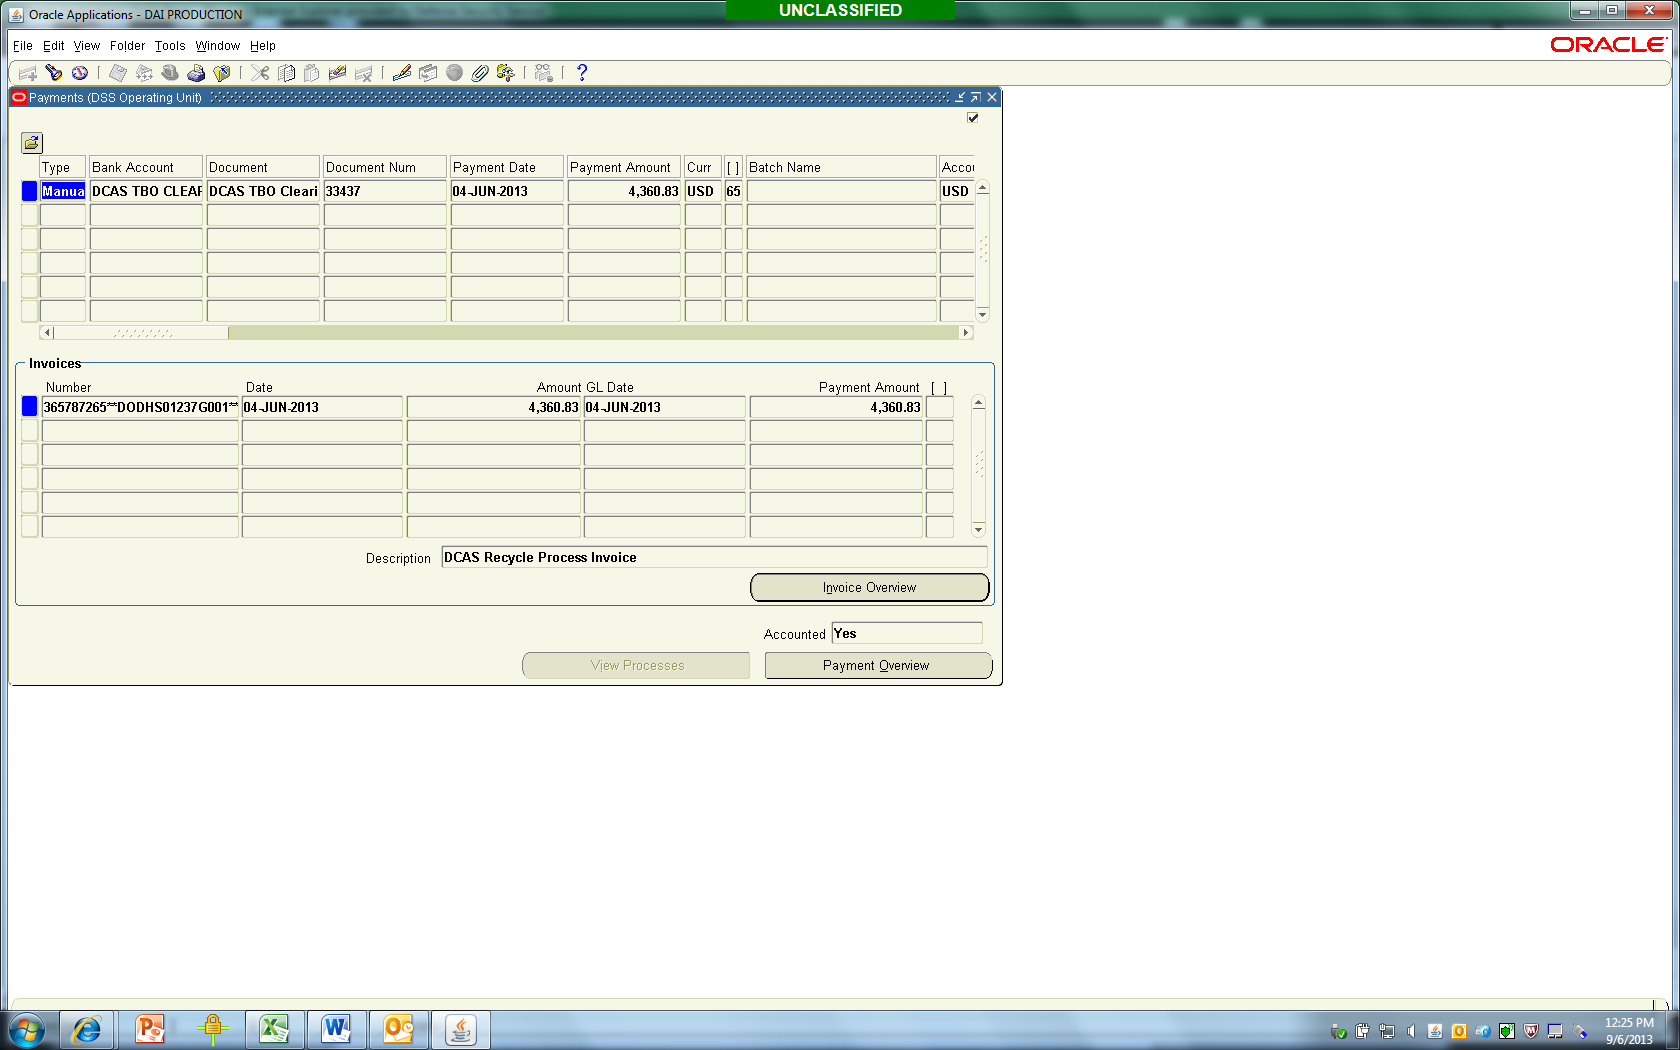 Oracle Applications - DAI PRODUCTION
UNCLASSIFIED
File Edit View Folder Tools Window Help
ORACLE
Payments (DSS Operating Unit)
Type Bank Account Document Document Num Payment Date Payment Amount Curr [ ] Batch Name Accou
Manua DCAS TBO CLEAR DCAS TBO Cleari 33437 04-JUN-2013 4,360.83 USD 65 USD
Invoices
Number Date Amount GL Date Payment Amount [ ]
365787265**DODHS01237G001** 04-JUN-2013 4,360.83 04-JUN-2013 4,360.83
Description DCAS Recycle Process Invoice
Invoice Overview
Accounted Yes
View Processes Payment Overview
12:25 PM
9/6/2013